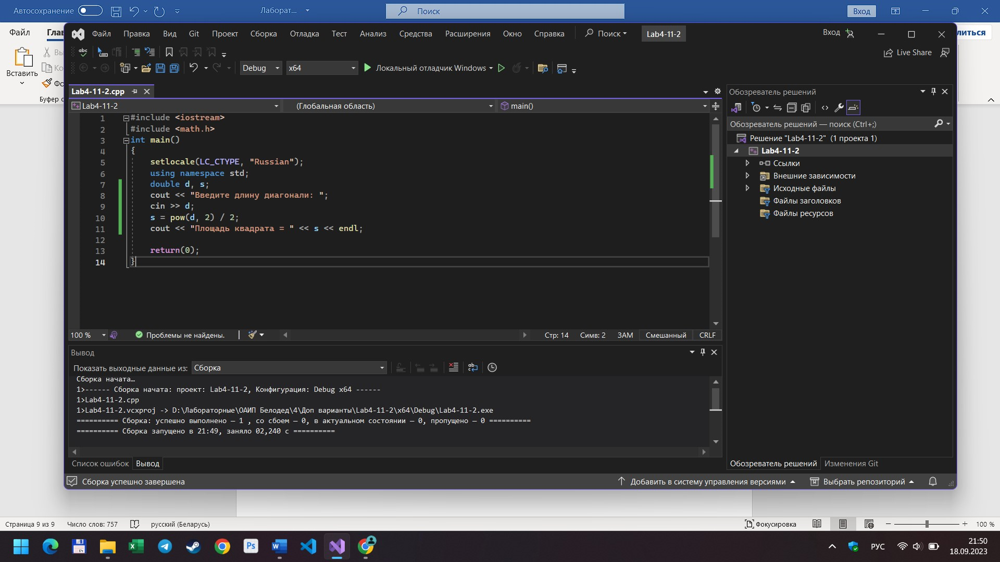 Автосохранение
Лаборат...
Поиск
Вход
Файл
Глав
литься
Вставить
Вы
Ко
Фо
Буфер о
Файл Правка Вид Git Проект Сборка Отладка Тест Анализ Средства Расширения Окно Справка Поиск Lab4-11-2
Вход
Live Share
Debug x64 Локальный отладчик Windows
Lab4-11-2.cpp
Lab4-11-2 (Глобальная область) main()
1 #include <iostream>
2 #include <math.h>
3 int main()
4 {
5 setlocale(LC_CTYPE, "Russian");
6 using namespace std;
7 double d, s;
8 cout << "Введите длину диагонали: ";
9 cin >> d;
10 s = pow(d, 2) / 2;
11 cout << "Площадь квадрата = " << s << endl;
12
13 return(0);
14 }
100 % Проблемы не найдены. Стр: 14 Симв: 2 ЗАМ Смешанный CRLF
Вывод
Показать выходные данные из: Сборка
Сборка начата…
1>------ Сборка начата: проект: Lab4-11-2, Конфигурация: Debug x64 ------
1>Lab4-11-2.cpp
1>Lab4-11-2.vcxproj -> D:\Лабораторные\ОАИП Белодед\4\Доп варианты\Lab4-11-2\x64\Debug\Lab4-11-2.exe
========== Сборка: успешно выполнено — 1 , со сбоем — 0, в актуальном состоянии — 0, пропущено — 0 ==========
========== Сборка запущено в 21:49, заняло 02,240 с ==========
Список ошибок Вывод
Обозреватель решений
Обозреватель решений — поиск (Ctrl+;)
Решение "Lab4-11-2" (1 проекта 1)
Lab4-11-2
Ссылки
Внешние зависимости
Исходные файлы
Файлы заголовков
Файлы ресурсов
Обозреватель решений Изменения Git
Сборка успешно завершена
Добавить в систему управления версиями
Выбрать репозиторий
Страница 9 из 9 Число слов: 757 русский (Беларусь)
Фокусировка
100 %
РУС
21:50
18.09.2023